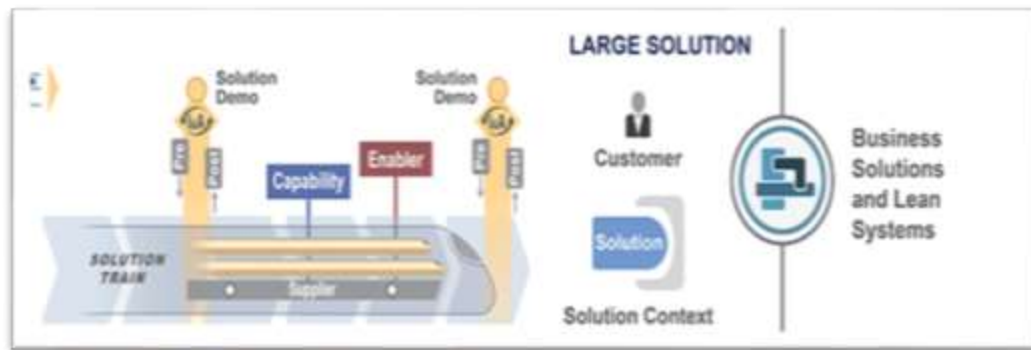 Solution
Demo
Solution
Demo
LARGE SOLUTION
Pre
Post
Pre
Post
Enabler
Capability
Customer
Business
Solutions
and Lean
Systems
SOLUTION
TRAIN
Solution
Supplier
Solution Context